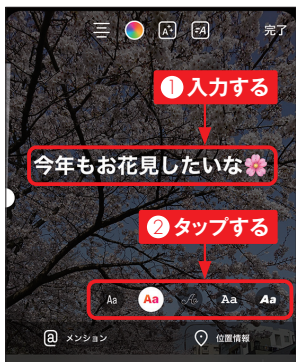 A+ =A 完了
❶入力する
今年もお花見したいな🌸
❷タップする
Aa Aa Aa Aa Aa
@ メンション 位置情報